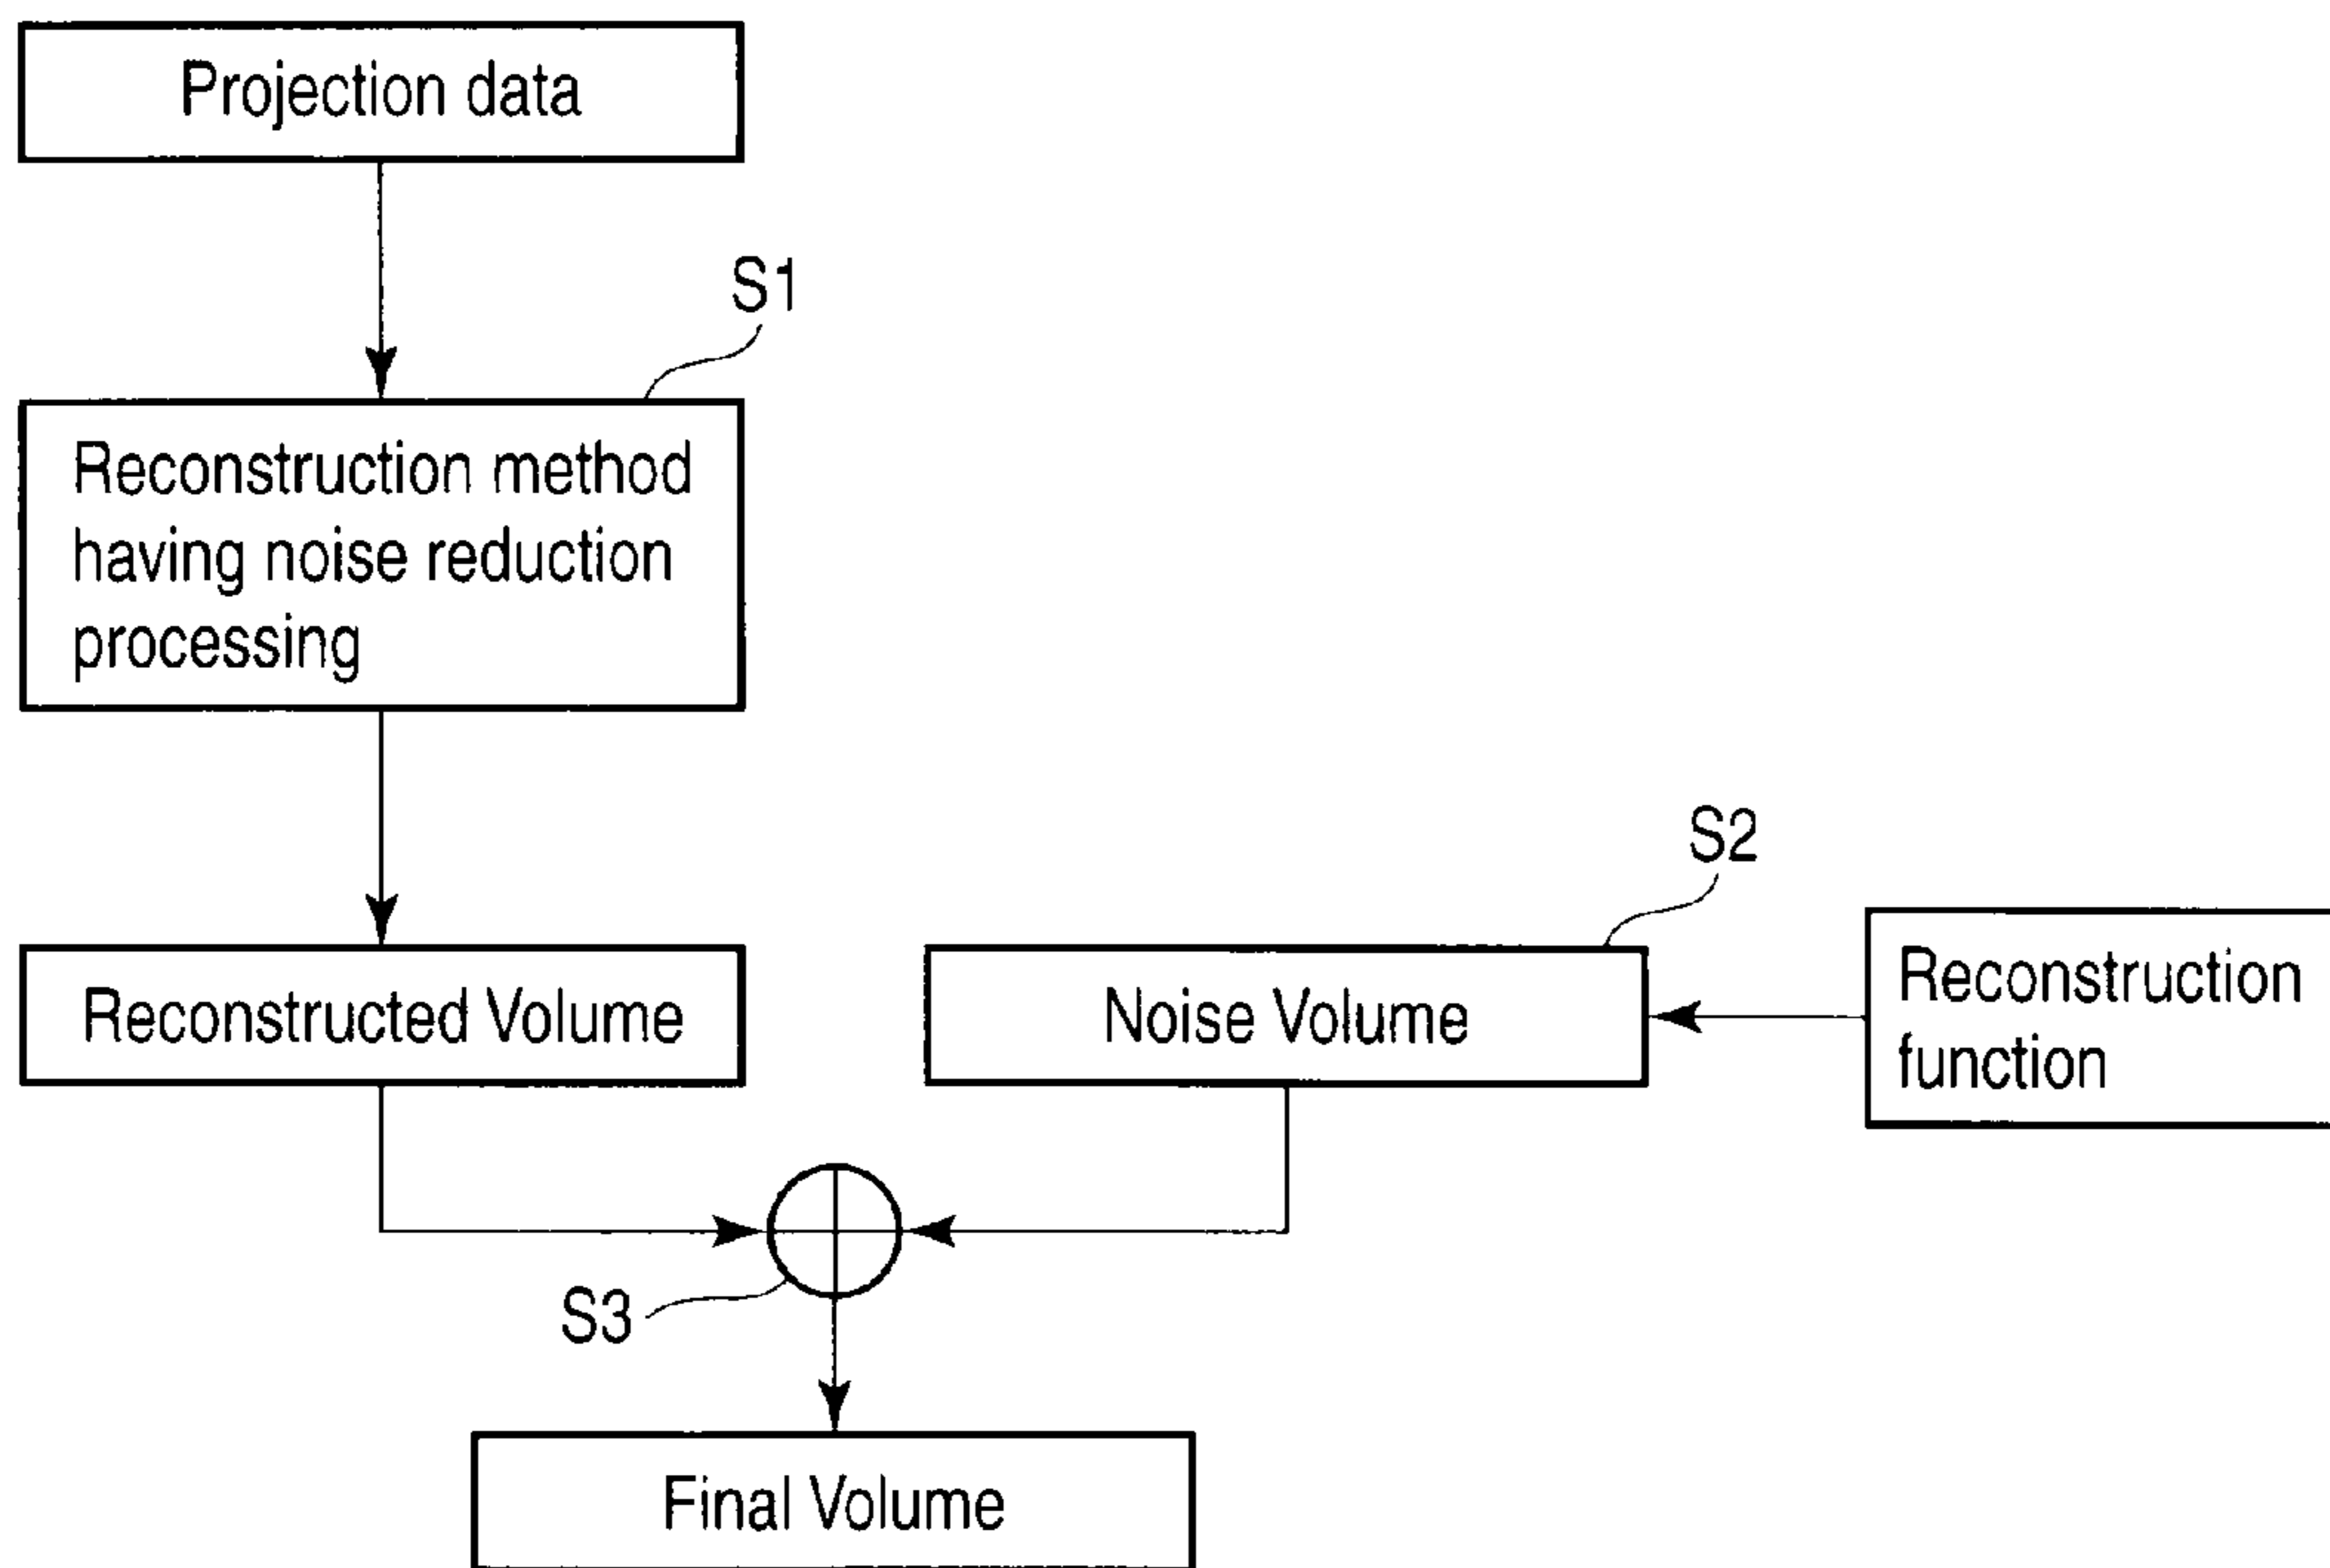 Projection data
S1
Reconstruction method
having noise reduction
processing
S2
Reconstructed Volume
Noise Volume
Reconstruction
function
S3
Final Volume